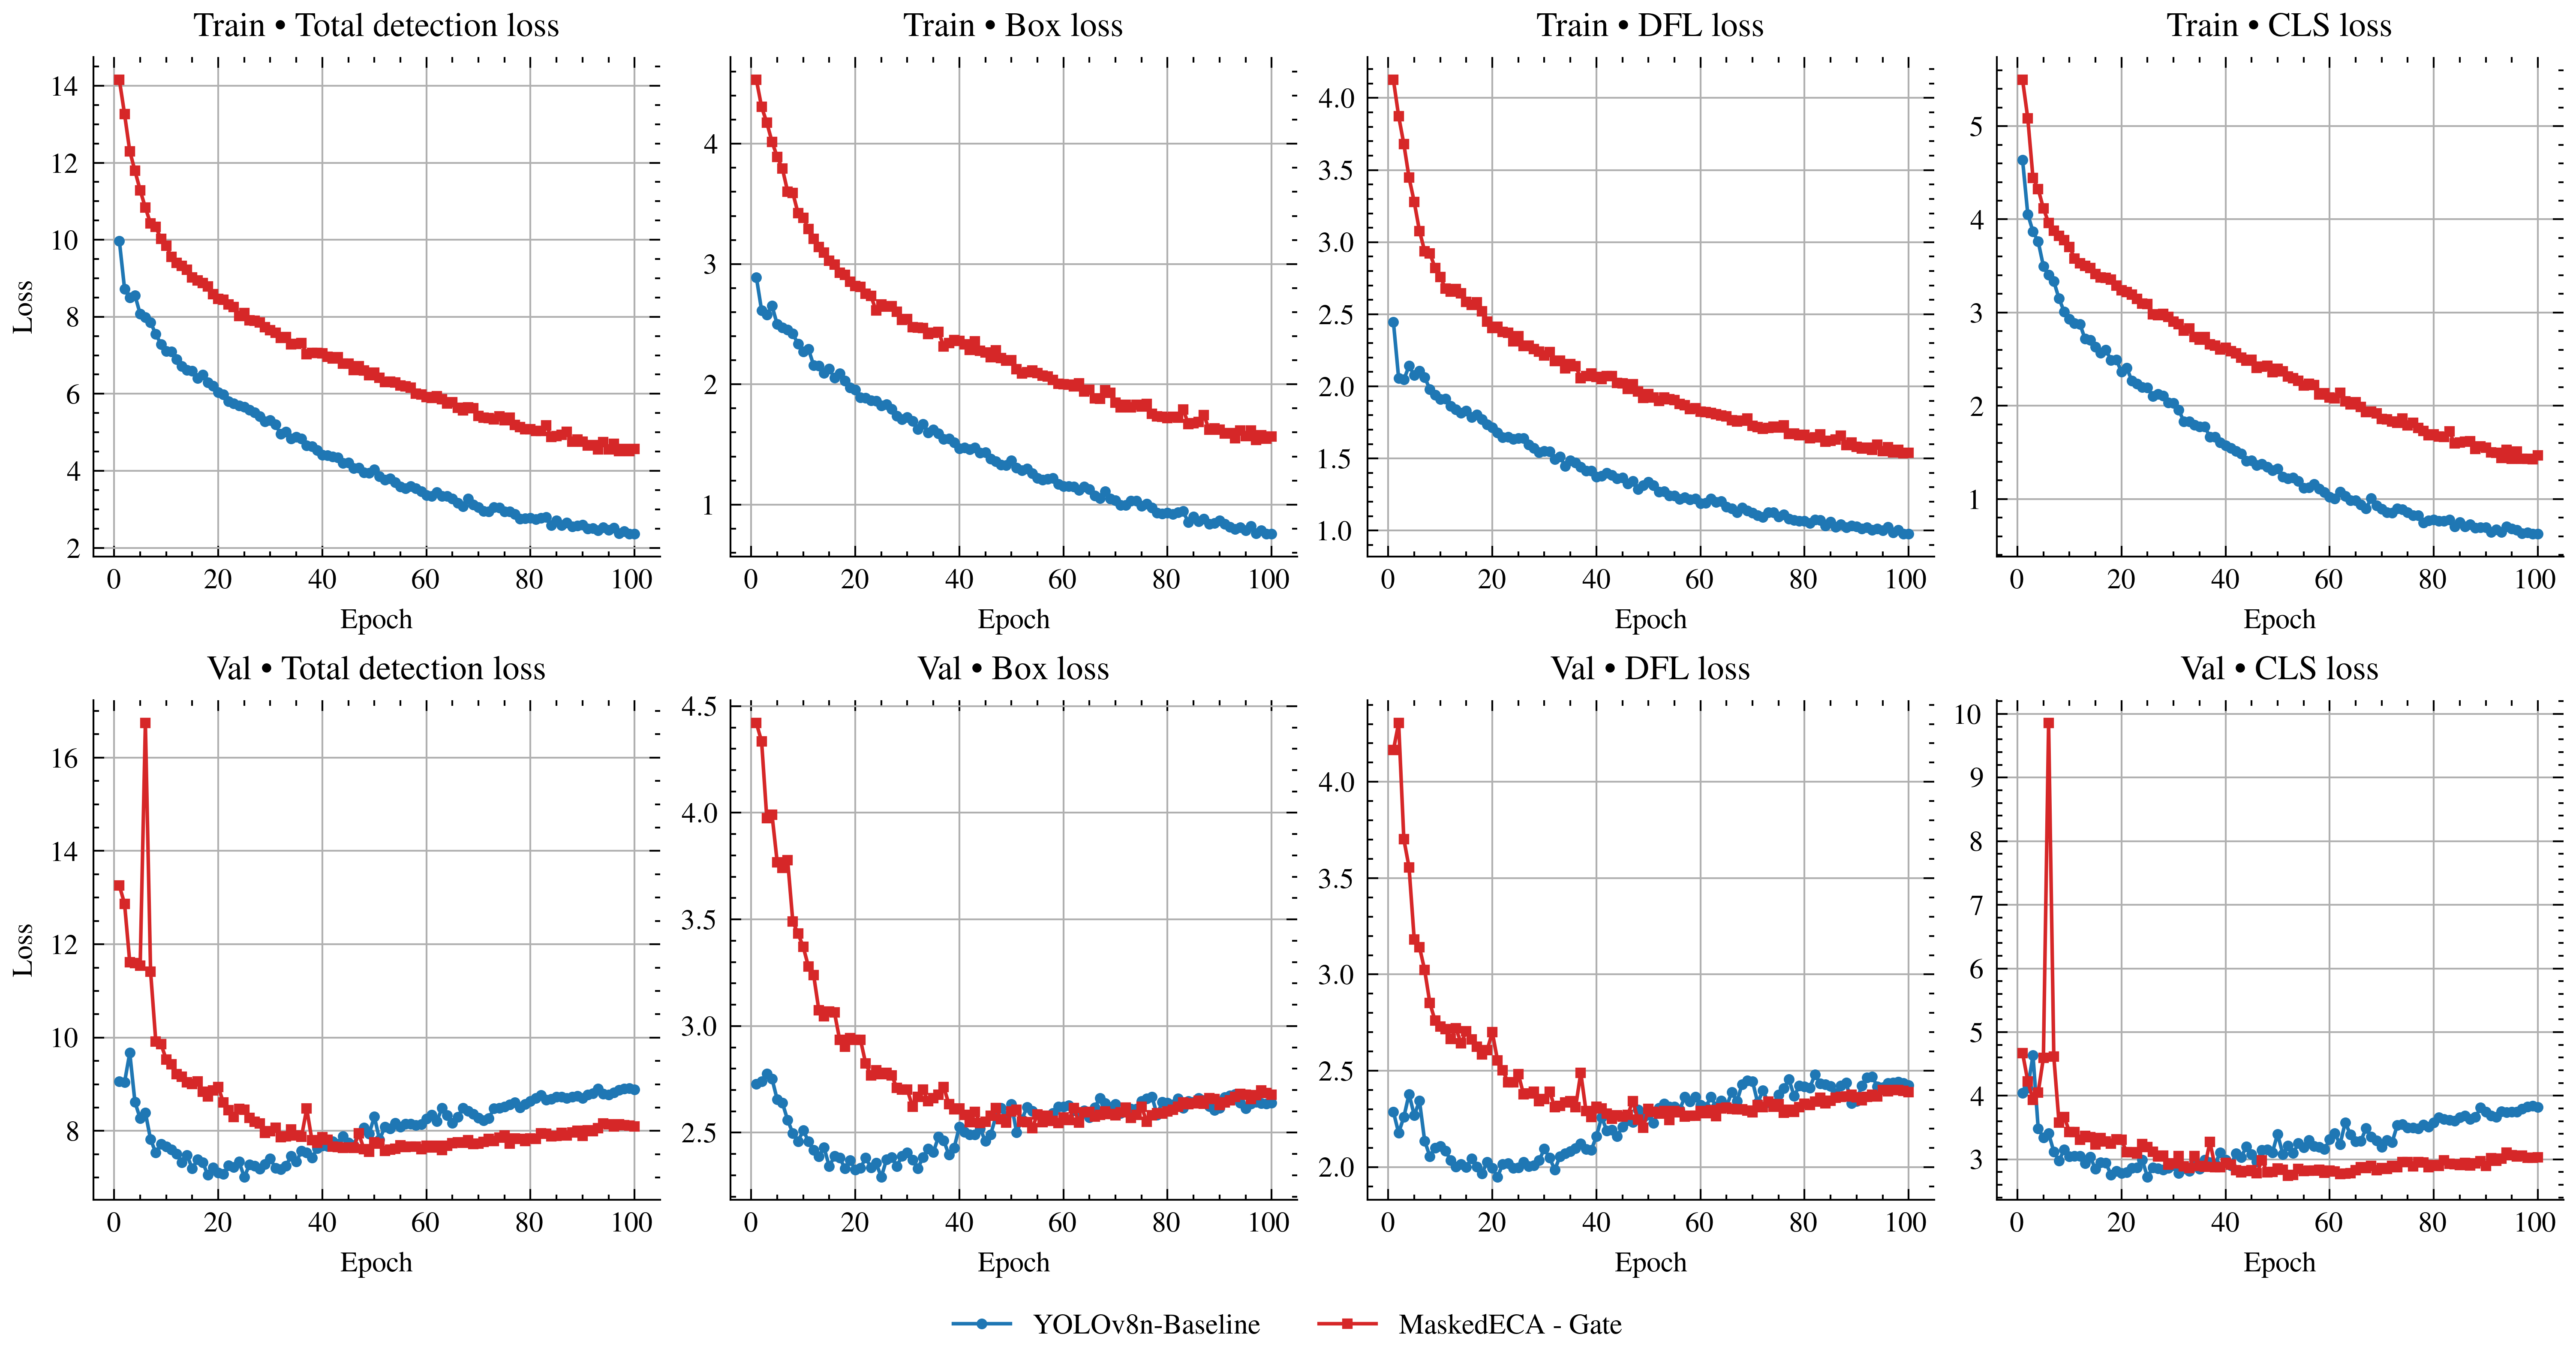 Train • Total detection loss
Train • Box loss
Train • DFL loss
Train • CLS loss
Loss
14
12
10
8
6
4
2
0 20 40 60 80 100
Epoch
4
3
2
1
0 20 40 60 80 100
Epoch
4.0
3.5
3.0
2.5
2.0
1.5
1.0
0 20 40 60 80 100
Epoch
5
4
3
2
1
0 20 40 60 80 100
Epoch
Val • Total detection loss
Val • Box loss
Val • DFL loss
Val • CLS loss
Loss
16
14
12
10
8
0 20 40 60 80 100
Epoch
4.5
4.0
3.5
3.0
2.5
0 20 40 60 80 100
Epoch
4.0
3.5
3.0
2.5
2.0
0 20 40 60 80 100
Epoch
10
9
8
7
6
5
4
3
0 20 40 60 80 100
Epoch
YOLOv8n-Baseline
MaskedECA - Gate